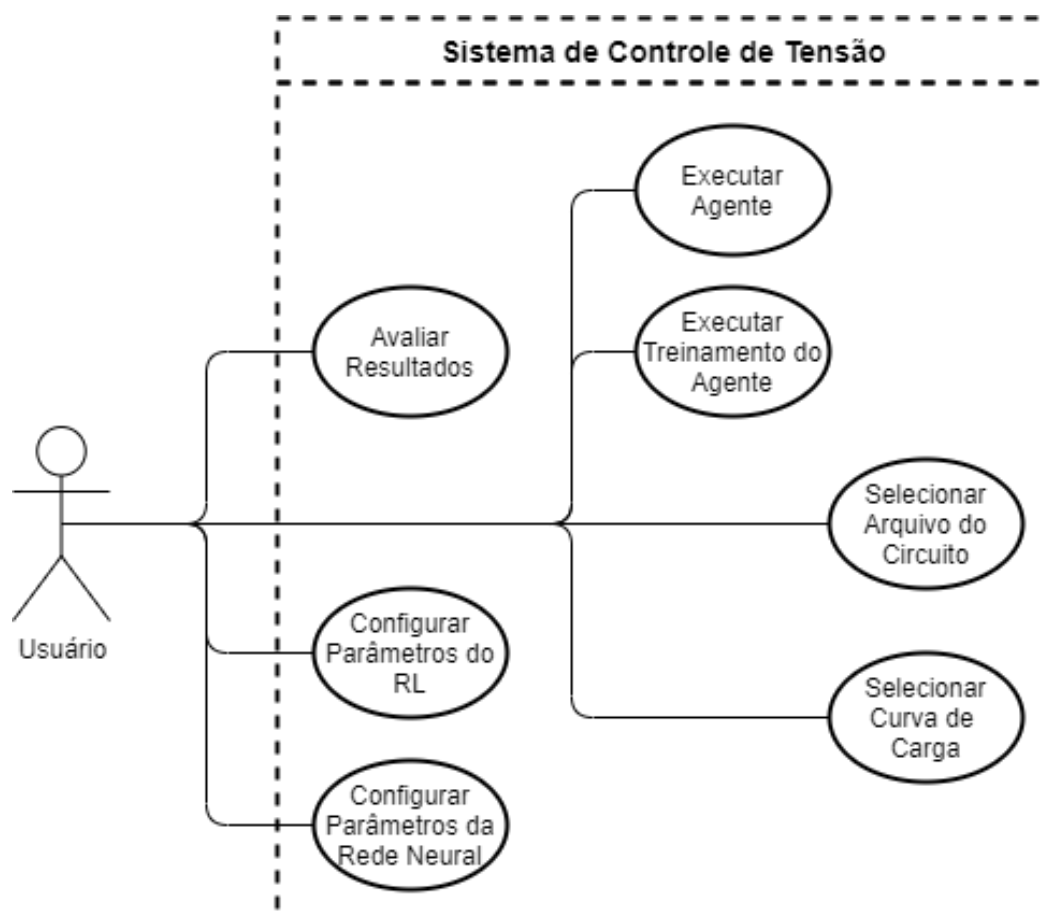 Sistema de Controle de Tensão
Executar
Agente
Avaliar
Resultados
Executar
Treinamento do
Agente
Selecionar
Arquivo do
Circuito
Usuário
Configurar
Parâmetros do
RL
Selecionar
Curva de
Carga
Configurar
Parâmetros da
Rede Neural